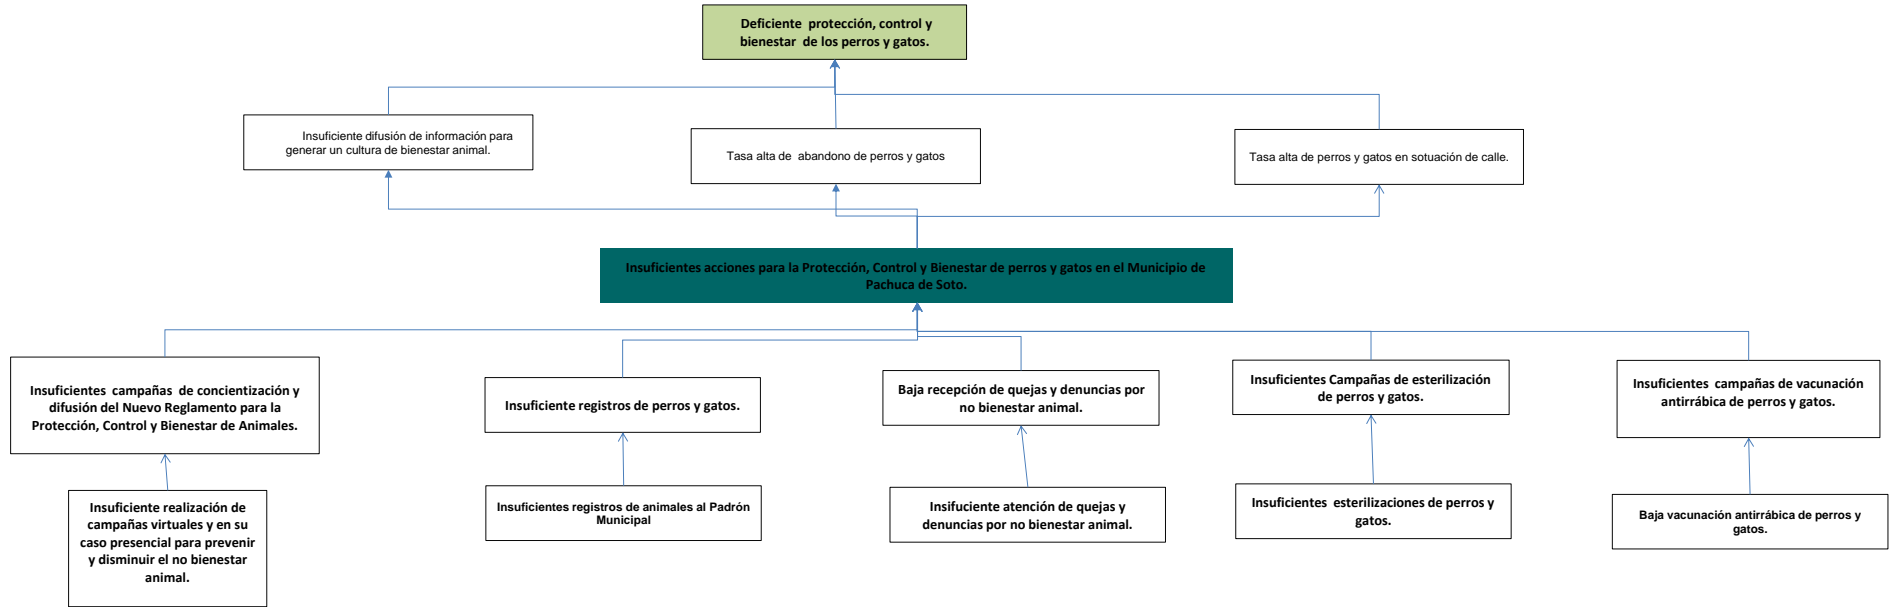 Deficiente protección, control y
bienestar de los perros y gatos.
Insuficiente difusión de información para
generar un cultura de bienestar animal.
Tasa alta de abandono de perros y gatos
Tasa alta de perros y gatos en sotuación de calle.
Insuficientes acciones para la Protección, Control y Bienestar de perros y gatos en el Municipio de
Pachuca de Soto.
Insuficientes campañas de concientización y
difusión del Nuevo Reglamento para la
Protección, Control y Bienestar de Animales.
Insuficiente registros de perros y gatos.
Baja recepción de quejas y denuncias por
no bienestar animal.
Insuficientes Campañas de esterilización
de perros y gatos.
Insuficientes campañas de vacunación
antirrábica de perros y gatos.
Insuficiente realización de
campañas virtuales y en su
caso presencial para prevenir
y disminuir el no bienestar
animal.
Insuficientes registros de animales al Padrón
Municipal
Insifuciente atención de quejas y
denuncias por no bienestar animal.
Insuficientes esterilizaciones de perros y
gatos.
Baja vacunación antirrábica de perros y
gatos.